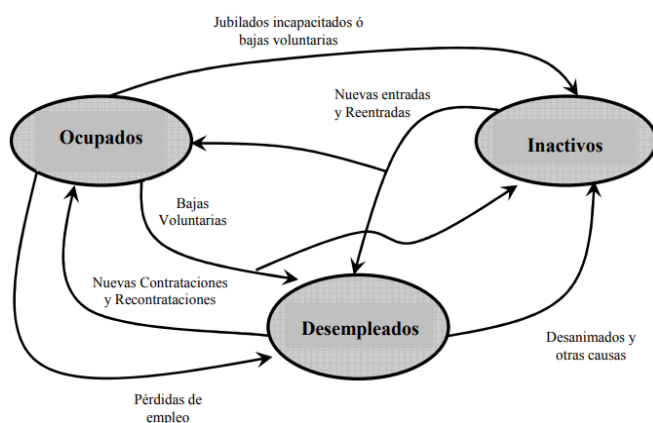 Jubilados incapacitados ó
bajas voluntarias
Nuevas entradas
y Reentradas
Ocupados
Inactivos
Bajas
Voluntarias
Nuevas Contrataciones
y Recontrataciones
Desempleados
Desanimados y
otras causas
Pérdidas de
empleo